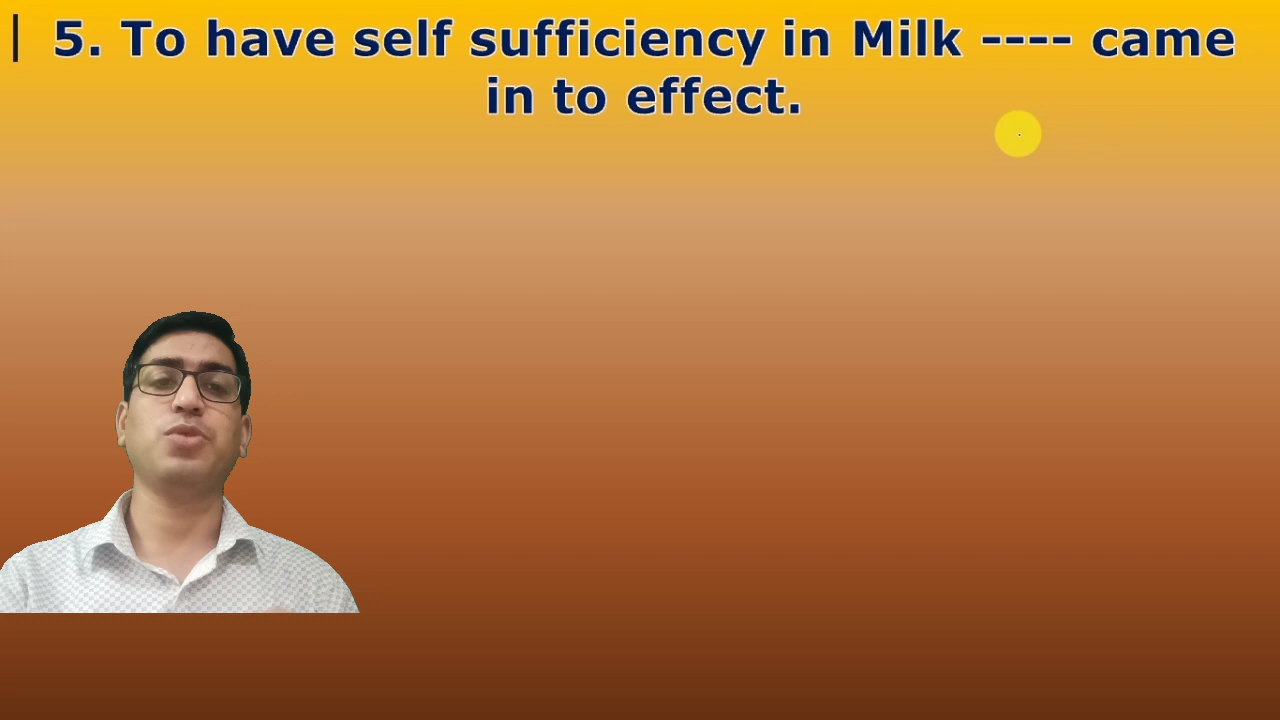 5. To have self sufficiency in Milk ---- came
in to effect.